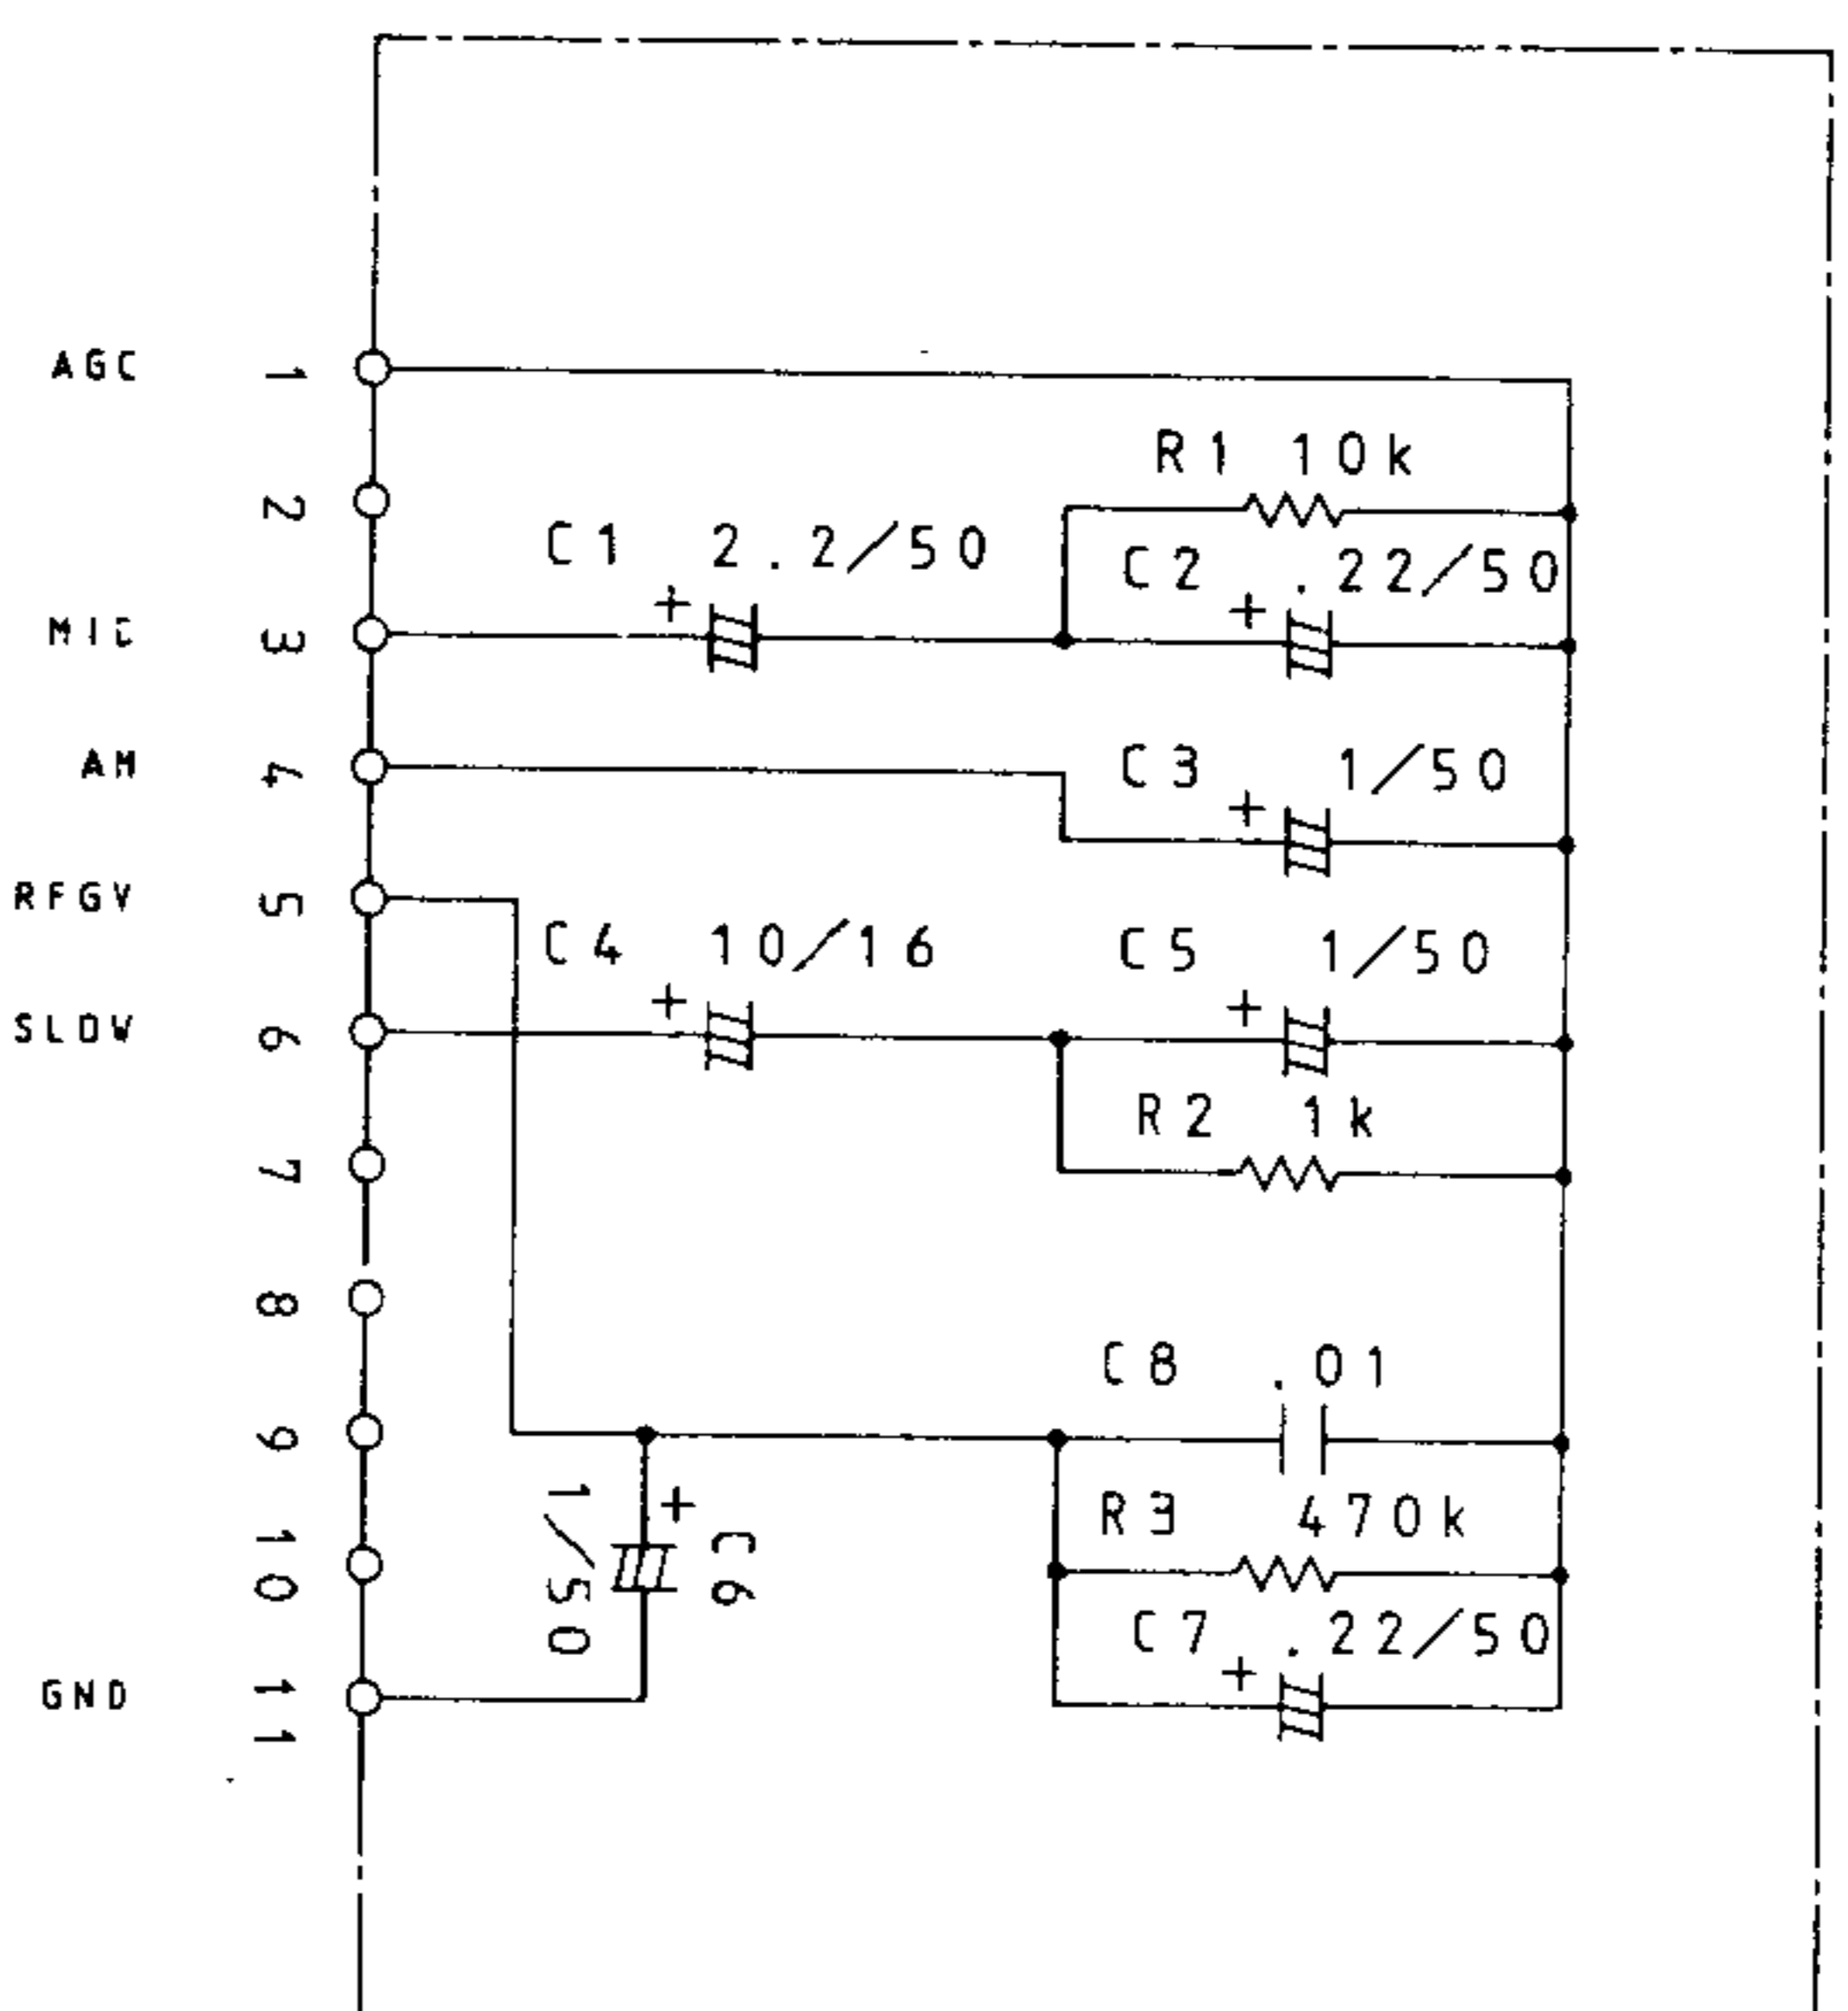 AGC 1
R1 10k
2
C1 2.2/50
C2 .22/50
MIC 3
AM 4
C3 1/50
RFGV 5
C4 10/16
C5 1/50
SLOW 6
R2 1k
7
8
C8 .01
9
R3 470k
10
1/50
C6
C7 .22/50
GND 11